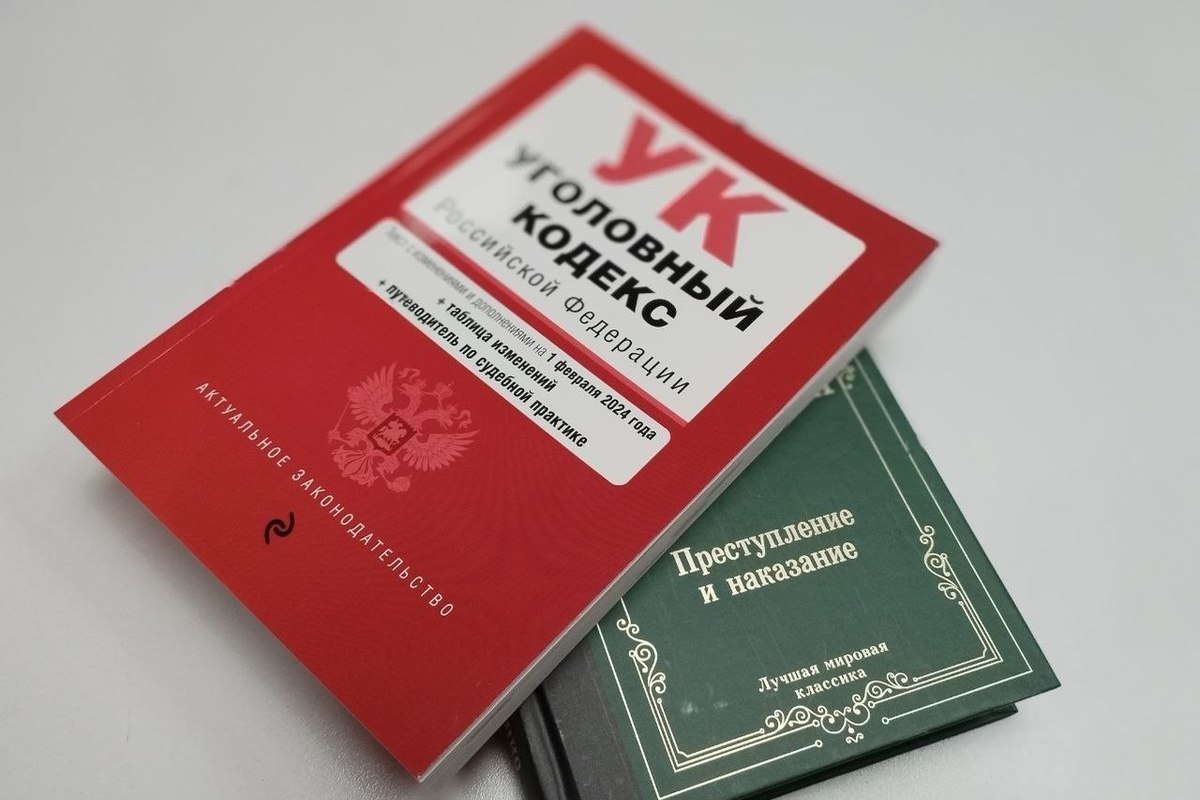 УК
УГОЛОВНЫЙ
КОДЕКС
Российской Федерации
Текст с изменениями и дополнениями на 1 февраля 2024 года
+ таблица изменений
+ путеводитель по судебной практике
АКТУАЛЬНОЕ ЗАКОНОДАТЕЛЬСТВО
Преступление
и наказание
Лучшая мировая
классика